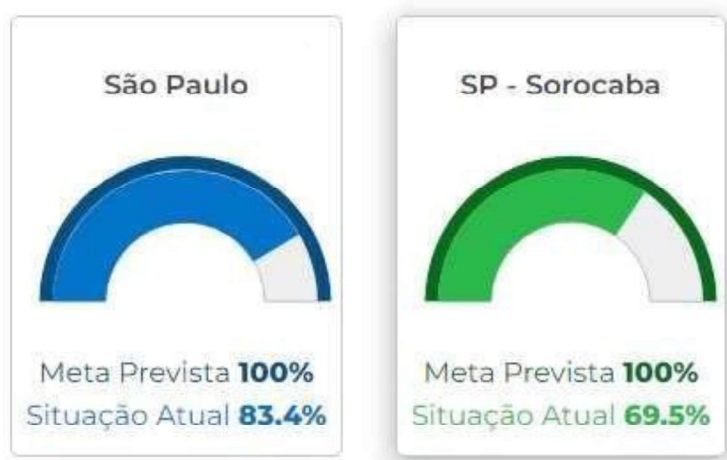 São Paulo
Meta Prevista 100%
Situação Atual 83.4%
SP - Sorocaba
Meta Prevista 100%
Situação Atual 69.5%